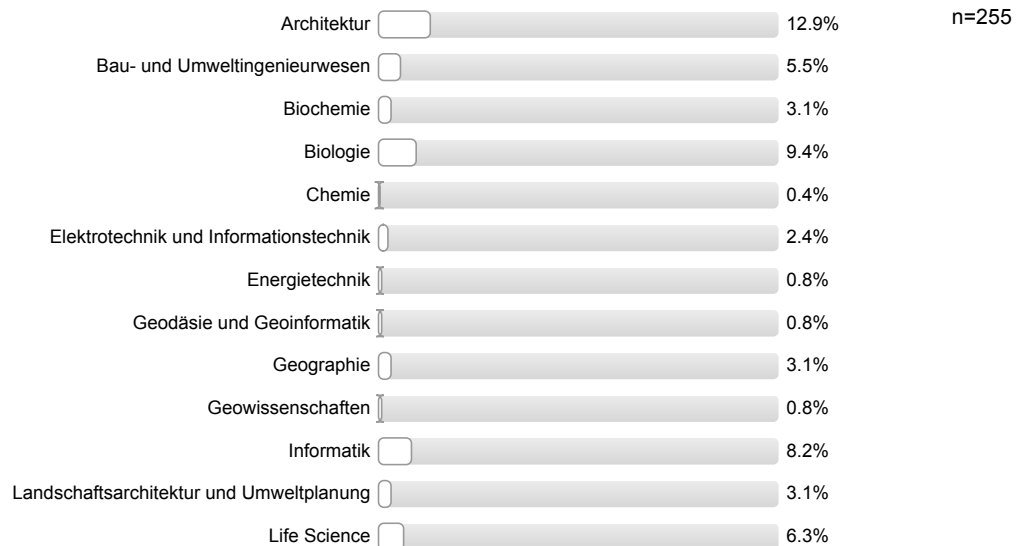 n=255
Architektur 12.9%
Bau- und Umweltingenieurwesen 5.5%
Biochemie 3.1%
Biologie 9.4%
Chemie 0.4%
Elektrotechnik und Informationstechnik 2.4%
Energietechnik 0.8%
Geodäsie und Geoinformatik 0.8%
Geographie 3.1%
Geowissenschaften 0.8%
Informatik 8.2%
Landschaftsarchitektur und Umweltplanung 3.1%
Life Science 6.3%